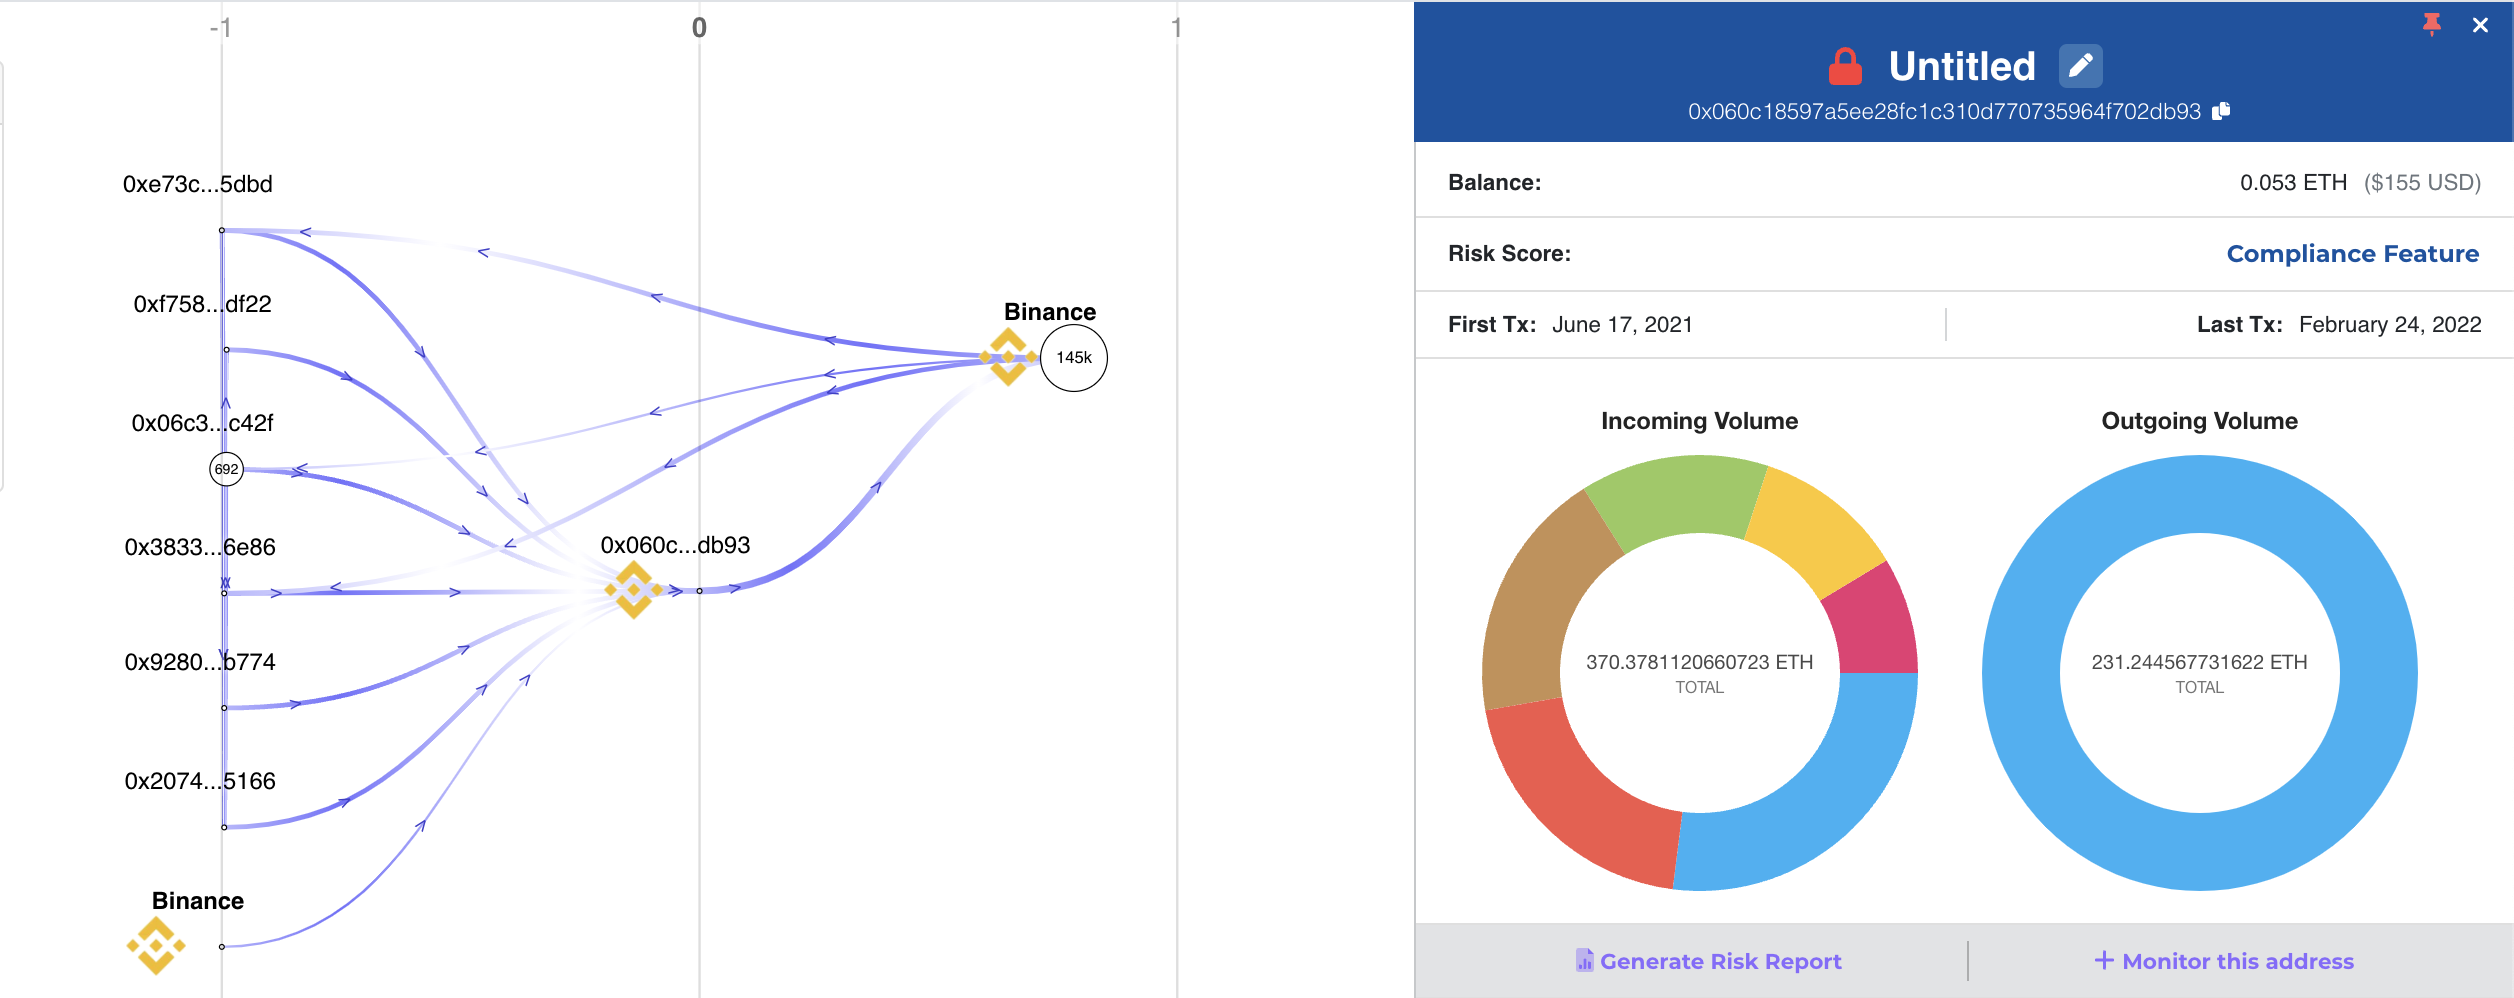 -1
0
1
0xe73c...5dbd
0xf758...df22
0x06c3...c42f
692
0x3833...6e86
0x9280...b774
0x2074...5166
Binance
0x060c...db93
Binance
145k
Untitled
0x060c18597a5ee28fc1c310d770735964f702db93
Balance: 0.053 ETH ($155 USD)
Risk Score: Compliance Feature
First Tx: June 17, 2021 Last Tx: February 24, 2022
Incoming Volume
370.3781120660723 ETH
TOTAL
Outgoing Volume
231.244567731622 ETH
TOTAL
Generate Risk Report
+ Monitor this address